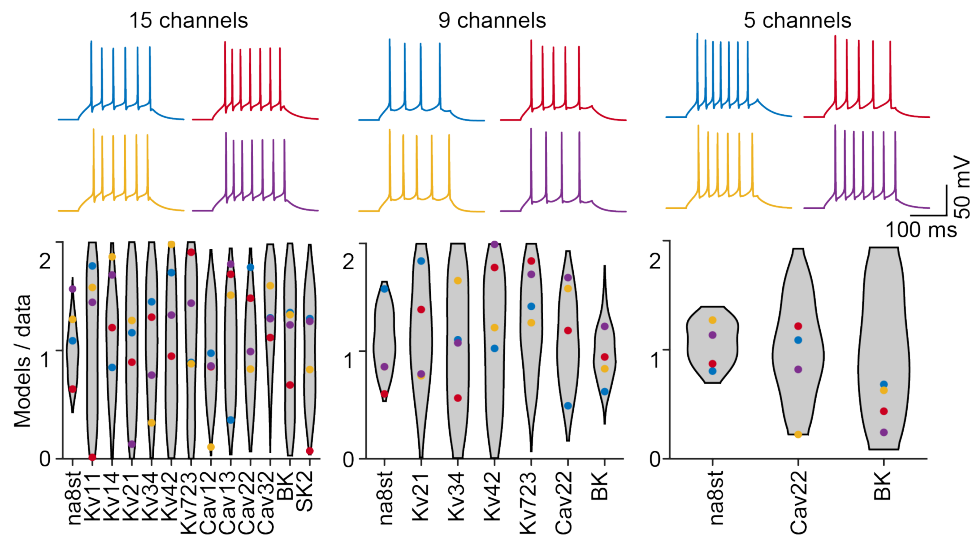 15 channels
9 channels
5 channels
50 mV
100 ms
Models / data
2
1
0
na8st
Kv11
Kv14
Kv21
Kv34
Kv42
Kv723
Cav12
Cav13
Cav22
Cav32
BK
SK2
2
1
0
na8st
Kv21
Kv34
Kv42
Kv723
Cav22
BK
2
1
0
na8st
Cav22
BK